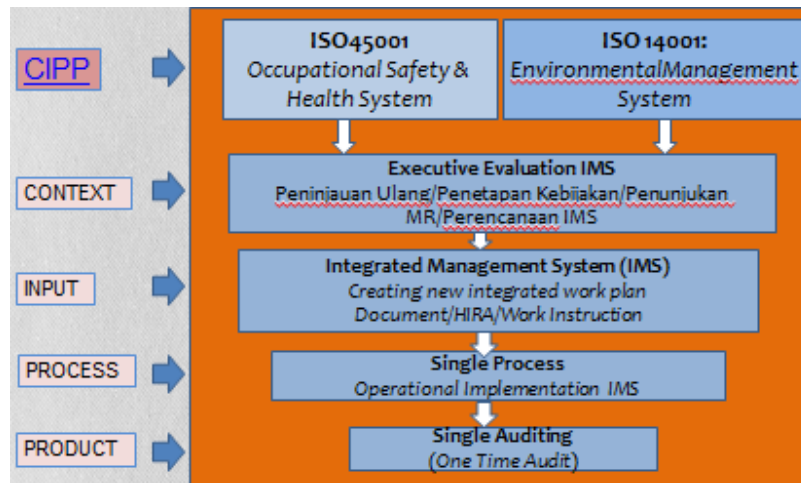 CIPP
ISO45001
Occupational Safety &
Health System
ISO 14001:
EnvironmentalManagement
System
CONTEXT
Executive Evaluation IMS
Peninjauan Ulang/Penetapan Kebijakan/Penunjukan
MR/Perencanaan IMS
INPUT
Integrated Management System (IMS)
Creating new integrated work plan
Document/HIRA/Work Instruction
PROCESS
Single Process
Operational Implementation IMS
PRODUCT
Single Auditing
(One Time Audit)